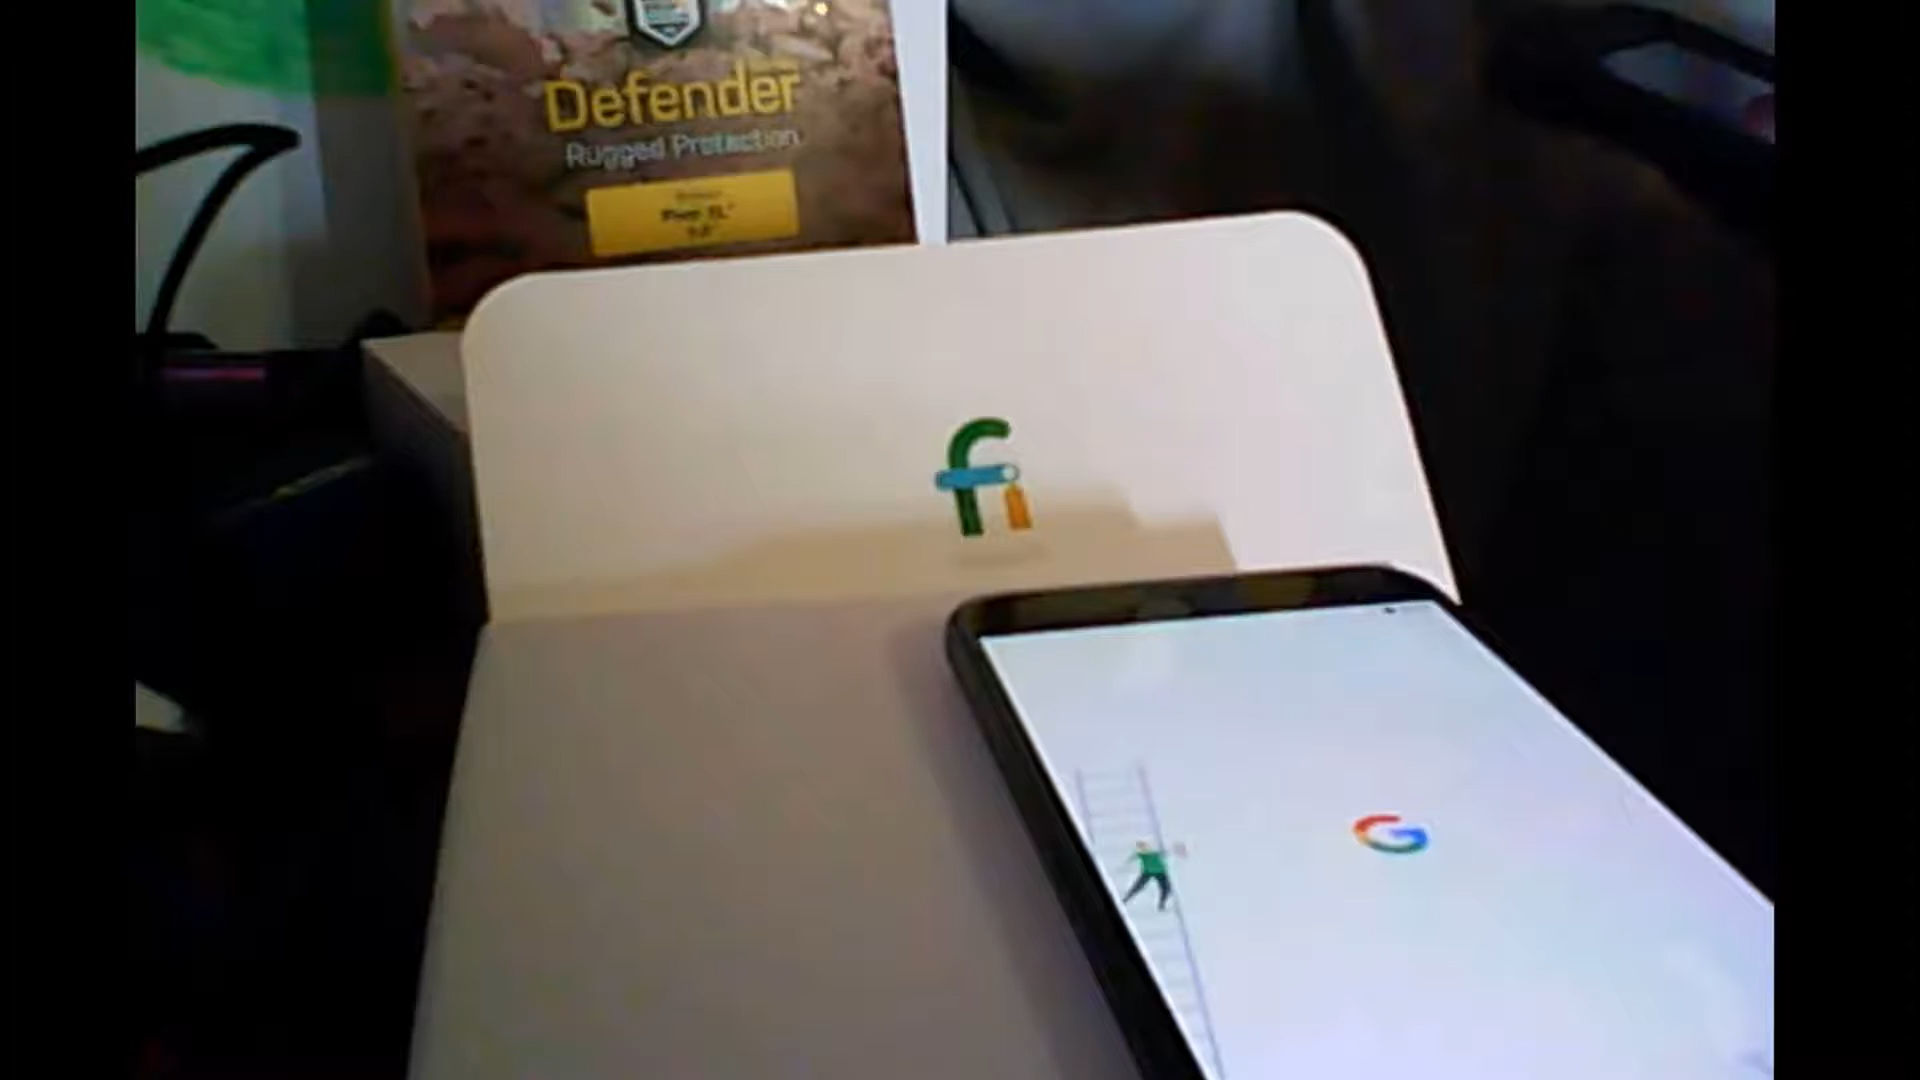 Defender
Rugged Protection
fi
G